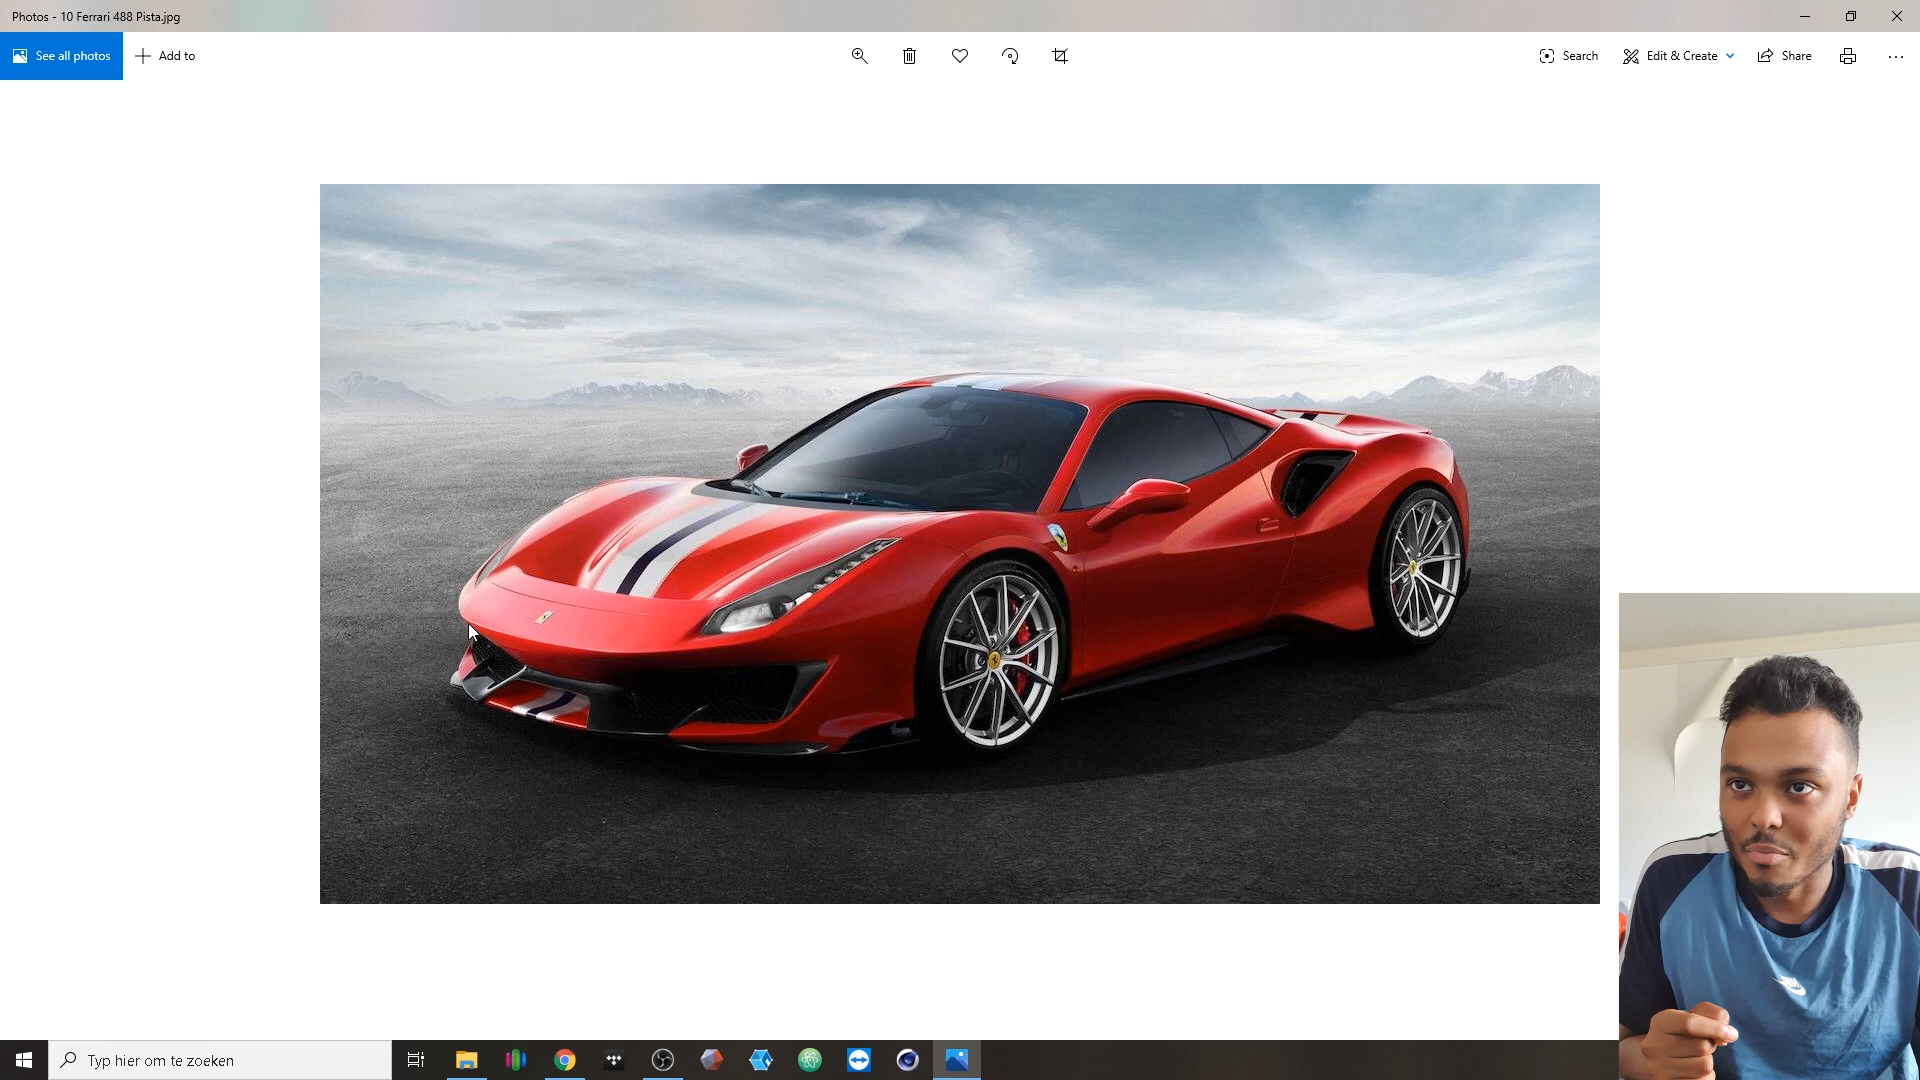 Photos - 10 Ferrari 488 Pista.jpg
See all photos
Add to
Search
Edit & Create
Share
Typ hier om te zoeken